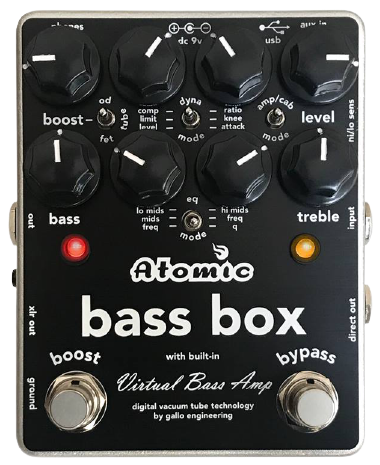 phones
dc 9v
usb
aux in
od
boost
tube
fet
comp
limit
level
dyna
mode
ratio
knee
attack
amp/cab
mode
level
hi/lo sens
bass
lo mids
mids
freq
eq
mode
hi mids
freq
q
treble
out
input
Atomic
bass box
xlr out
direct out
boost
with built-in
bypass
Virtual Bass Amp
ground
digital vacuum tube technology
by gallo engineering